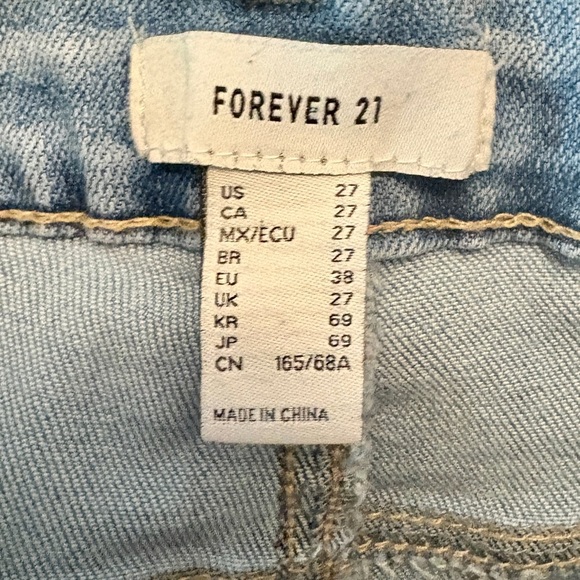 FOREVER 21
US 27
CA 27
MX/ÈCU 27
BR 27
EU 38
UK 27
KR 69
JP 69
CN 165/68A
MADE IN CHINA